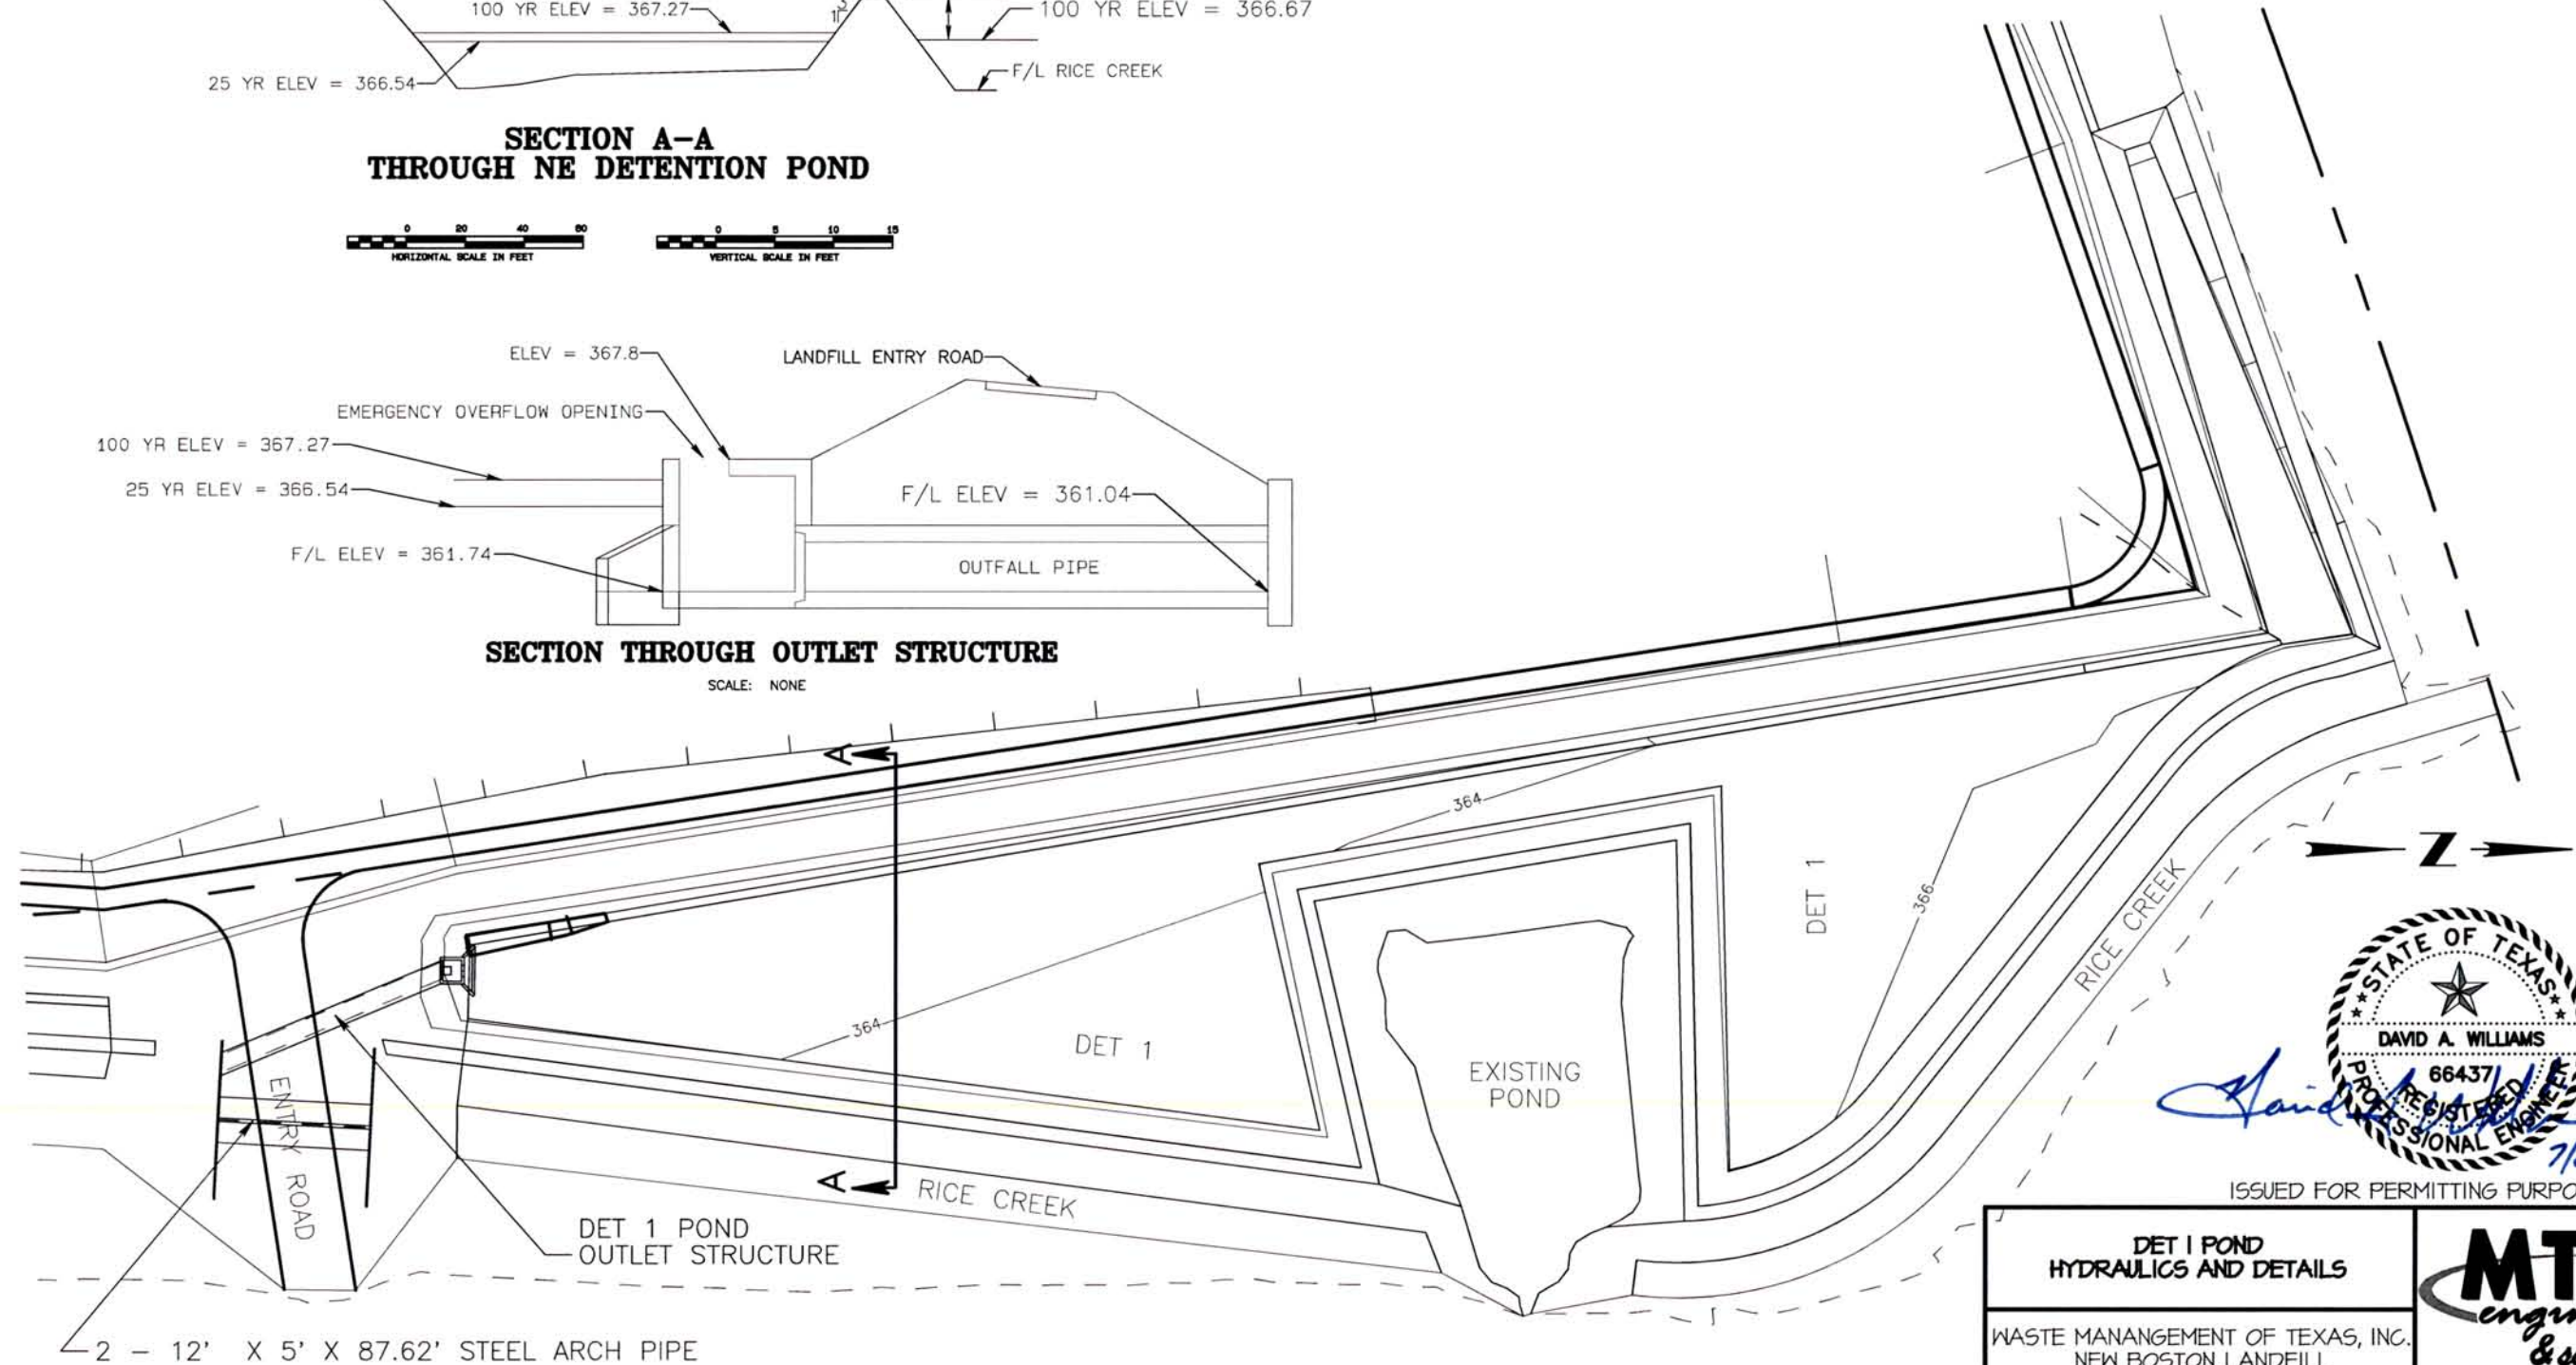 100 YR ELEV = 367.27
100 YR ELEV = 366.67
25 YR ELEV = 366.54
F/L RICE CREEK
SECTION A-A
THROUGH NE DETENTION POND
0 20 40 60
HORIZONTAL SCALE IN FEET
0 5 10 15
VERTICAL SCALE IN FEET
ELEV = 367.8
LANDFILL ENTRY ROAD
EMERGENCY OVERFLOW OPENING
100 YR ELEV = 367.27
25 YR ELEV = 366.54
F/L ELEV = 361.04
F/L ELEV = 361.74
OUTFALL PIPE
SECTION THROUGH OUTLET STRUCTURE
SCALE: NONE
A
364
Z
DET 1
366
RICE CREEK
364
DET 1
EXISTING
POND
ENTRY ROAD
A
RICE CREEK
DET 1 POND
OUTLET STRUCTURE
2 - 12' X 5' X 87.62' STEEL ARCH PIPE
STATE OF TEXAS
DAVID A. WILLIAMS
66437
REGISTERED
PROFESSIONAL ENGINEER
ISSUED FOR PERMITTING PURPO
DET 1 POND
HYDRAULICS AND DETAILS
WASTE MANANGEMENT OF TEXAS, INC.
NEW BOSTON LANDFILL
MT
engin
&